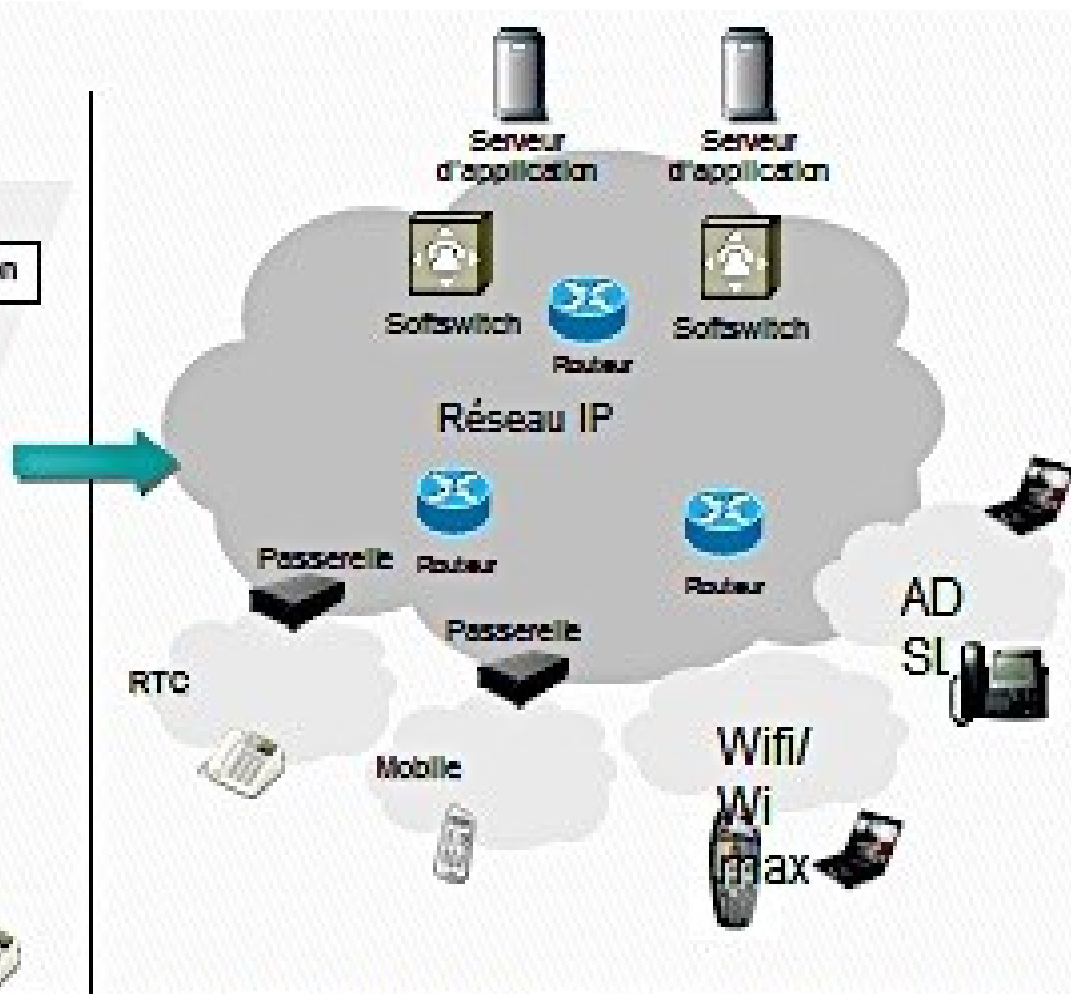 Serveur
d'application
Serveur
d'application
n
Softswitch
Softswitch
Routeur
Réseau IP
Passerelle
Routeur
Routeur
AD
SL
Passerelle
RTC
Mobile
Wifi/
Wi
max